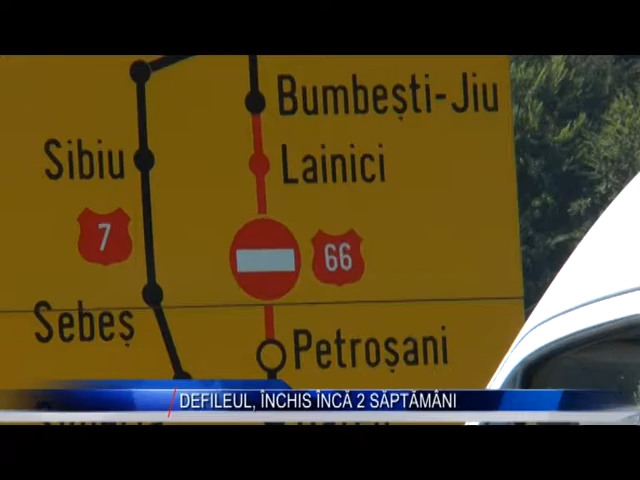 Bumbești-Jiu
Sibiu
Lainici
7
66
Sebeș
Petroșani
DEFILEUL, ÎNCHIS ÎNCĂ 2 SĂPTĂMÂNI